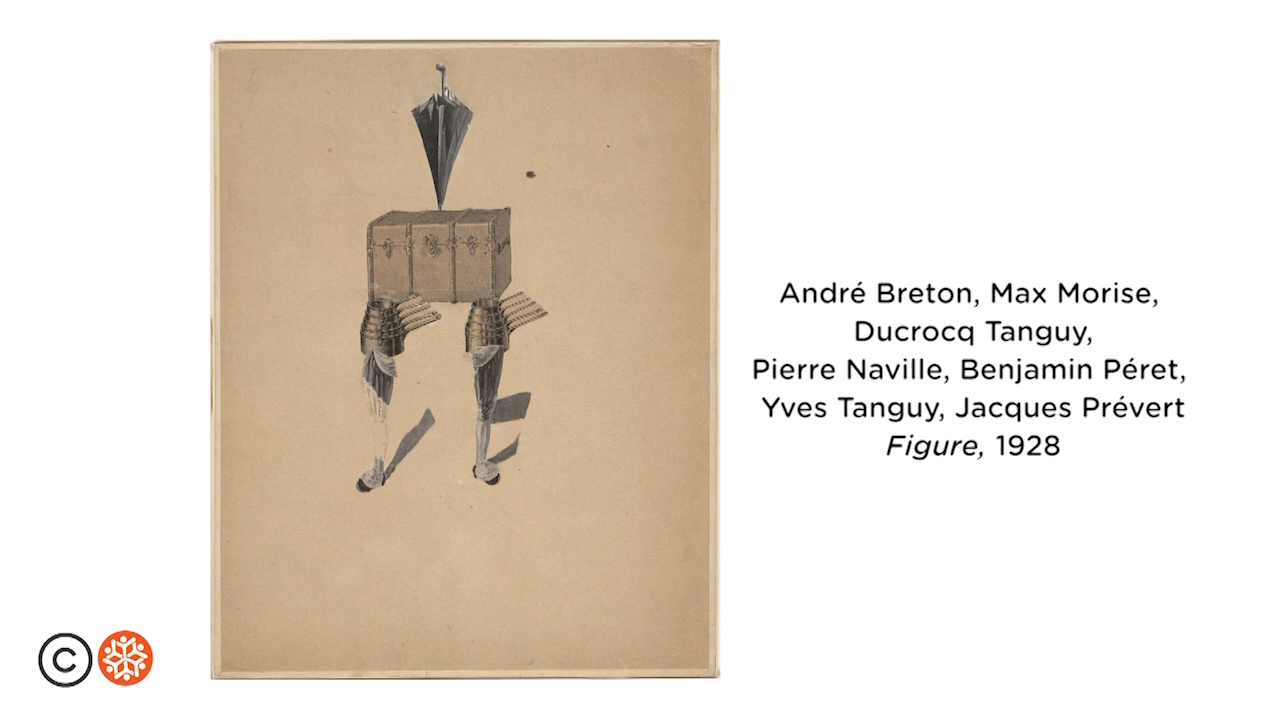 André Breton, Max Morise,
Ducrocq Tanguy,
Pierre Naville, Benjamin Péret,
Yves Tanguy, Jacques Prévert
Figure, 1928
©